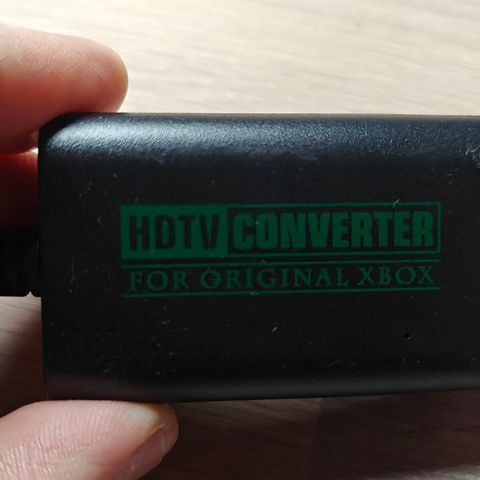 HDTV CONVERTER
FOR ORIGINAL XBOX